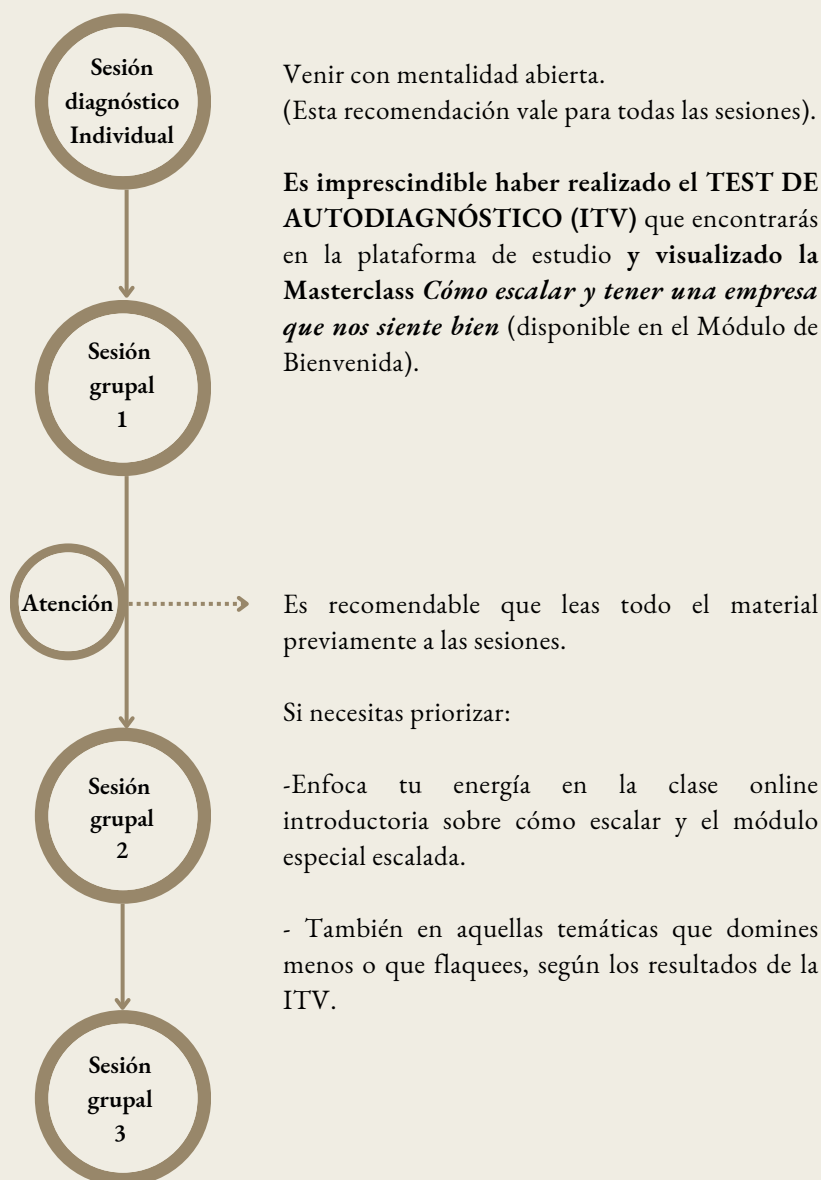 Sesión
diagnóstico
Individual
Venir con mentalidad abierta.
(Esta recomendación vale para todas las sesiones).
Es imprescindible haber realizado el TEST DE
AUTODIAGNÓSTICO (ITV) que encontrarás
en la plataforma de estudio y visualizado la
Masterclass Cómo escalar y tener una empresa
que nos siente bien (disponible en el Módulo de
Bienvenida).
Sesión
grupal
1
Atención
Es recomendable que leas todo el material
previamente a las sesiones.
Si necesitas priorizar:
-Enfoca tu energía en la clase online
introductoria sobre cómo escalar y el módulo
especial escalada.
- También en aquellas temáticas que domines
menos o que flaquees, según los resultados de la
ITV.
Sesión
grupal
2
Sesión
grupal
3